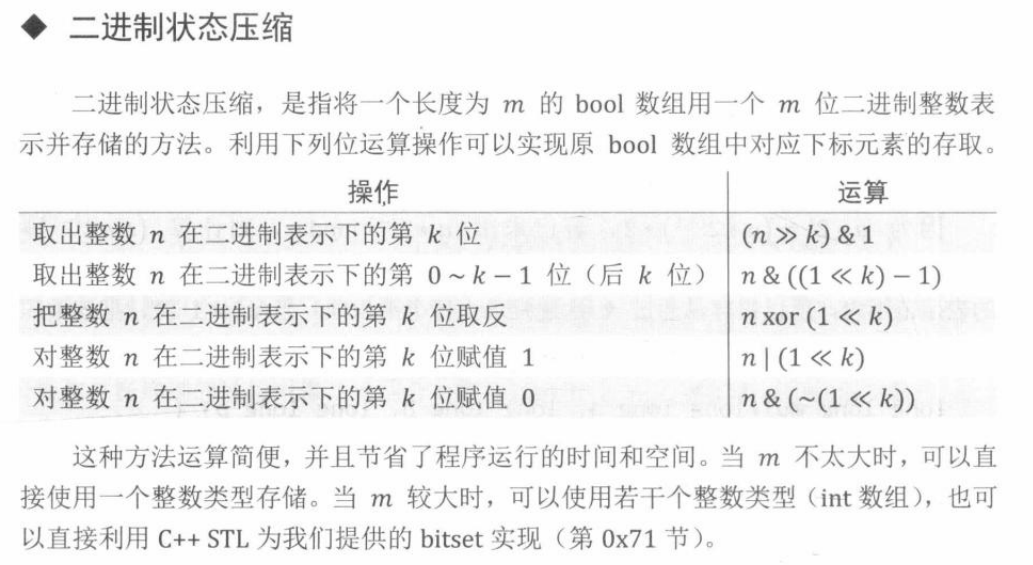 ◆ 二进制状态压缩
二进制状态压缩，是指将一个长度为 m 的 bool 数组用一个 m 位二进制整数表
示并存储的方法。利用下列位运算操作可以实现原 bool 数组中对应下标元素的存取。
操作 运算
取出整数 n 在二进制表示下的第 k 位 (n ≫ k) & 1
取出整数 n 在二进制表示下的第 0 ~ k − 1 位（后 k 位） n & ((1 ≪ k) − 1)
把整数 n 在二进制表示下的第 k 位取反 n xor (1 ≪ k)
对整数 n 在二进制表示下的第 k 位赋值 1 n | (1 ≪ k)
对整数 n 在二进制表示下的第 k 位赋值 0 n & (~(1 ≪ k))
这种方法运算简便，并且节省了程序运行的时间和空间。当 m 不太大时，可以直
接使用一个整数类型存储。当 m 较大时，可以使用若干个整数类型（int 数组），也可
以直接利用 C++ STL 为我们提供的 bitset 实现（第 0x71 节）。